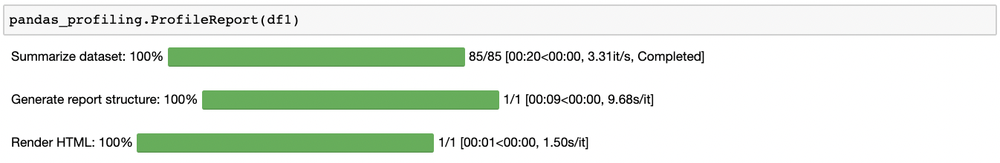 pandas_profiling.ProfileReport(df1)
Summarize dataset: 100% 85/85 [00:20<00:00, 3.31it/s, Completed]
Generate report structure: 100% 1/1 [00:09<00:00, 9.68s/it]
Render HTML: 100% 1/1 [00:01<00:00, 1.50s/it]